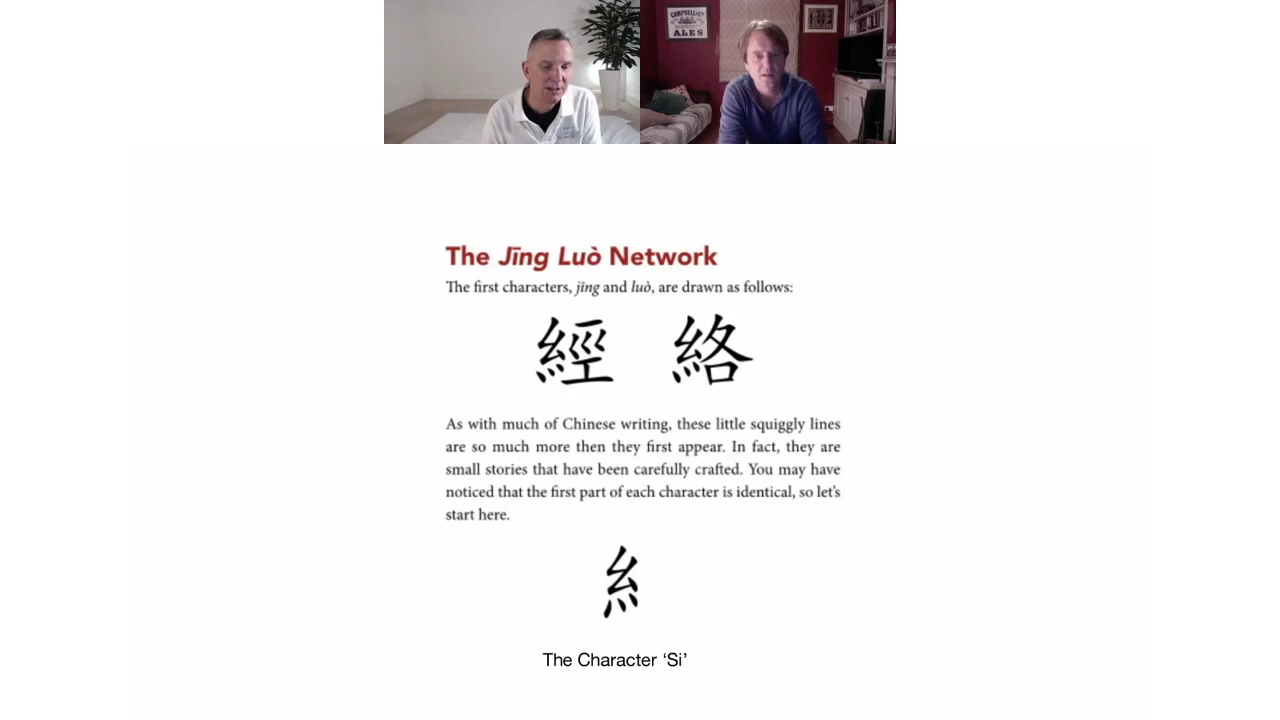 CAMPBELL & CO
ALES
The Jīng Luò Network
The first characters, jīng and luò, are drawn as follows:
經 絡
As with much of Chinese writing, these little squiggly lines
are so much more then they first appear. In fact, they are
small stories that have been carefully crafted. You may have
noticed that the first part of each character is identical, so let's
start here.
糹
The Character ‘Si’